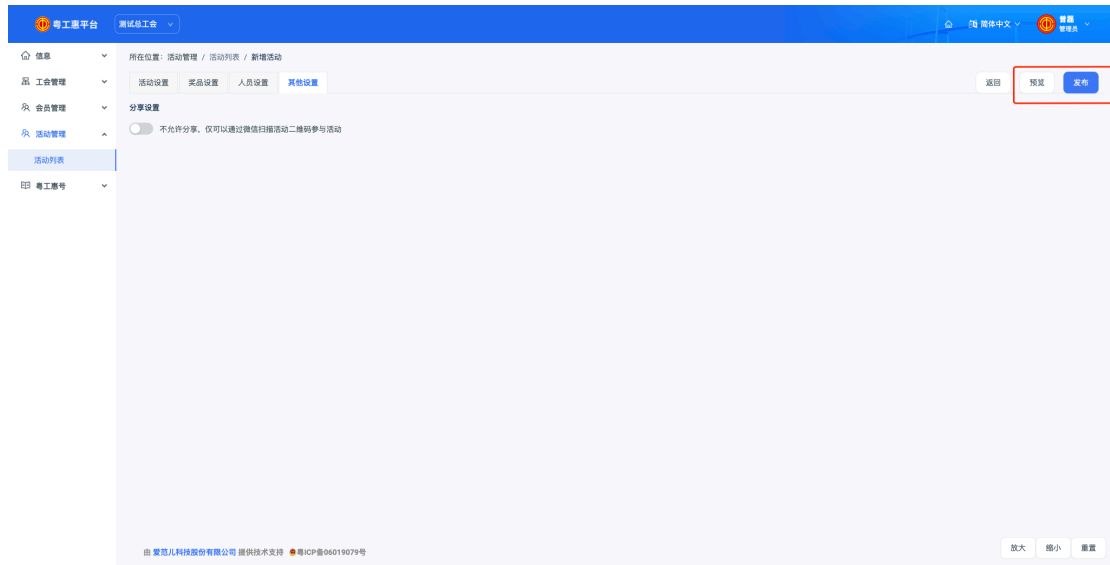 粤工惠平台 测试总工会 简体中文 曾磊
管理员
信息
工会管理
会员管理
活动管理
活动列表
粤工惠号
所在位置：活动管理 / 活动列表 / 新增活动
活动设置 奖品设置 人员设置 其他设置 返回 预览 发布
分享设置
不允许分享，仅可以通过微信扫描活动二维码参与活动
由 爱范儿科技股份有限公司 提供技术支持 粤ICP备06019079号
放大 缩小 重置